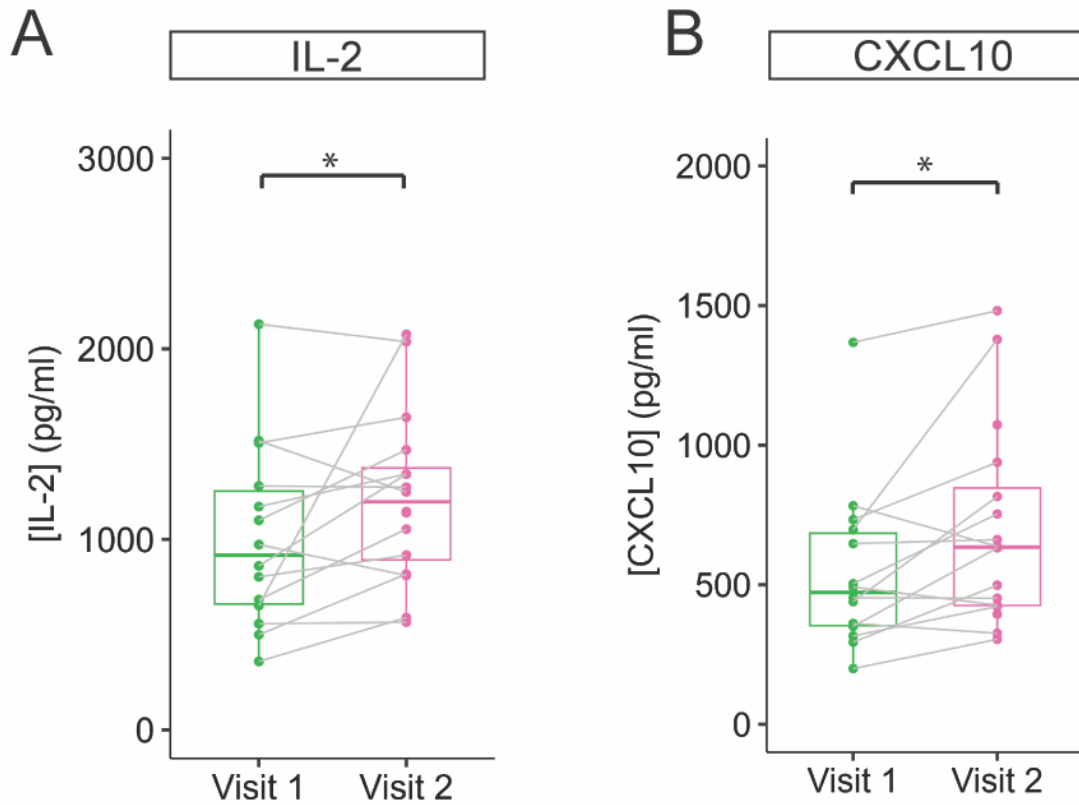 A
IL-2
[IL-2] (pg/ml)
3000
2000
1000
0
*
Visit 1 Visit 2
B
CXCL10
[CXCL10] (pg/ml)
2000
1500
1000
500
0
*
Visit 1 Visit 2